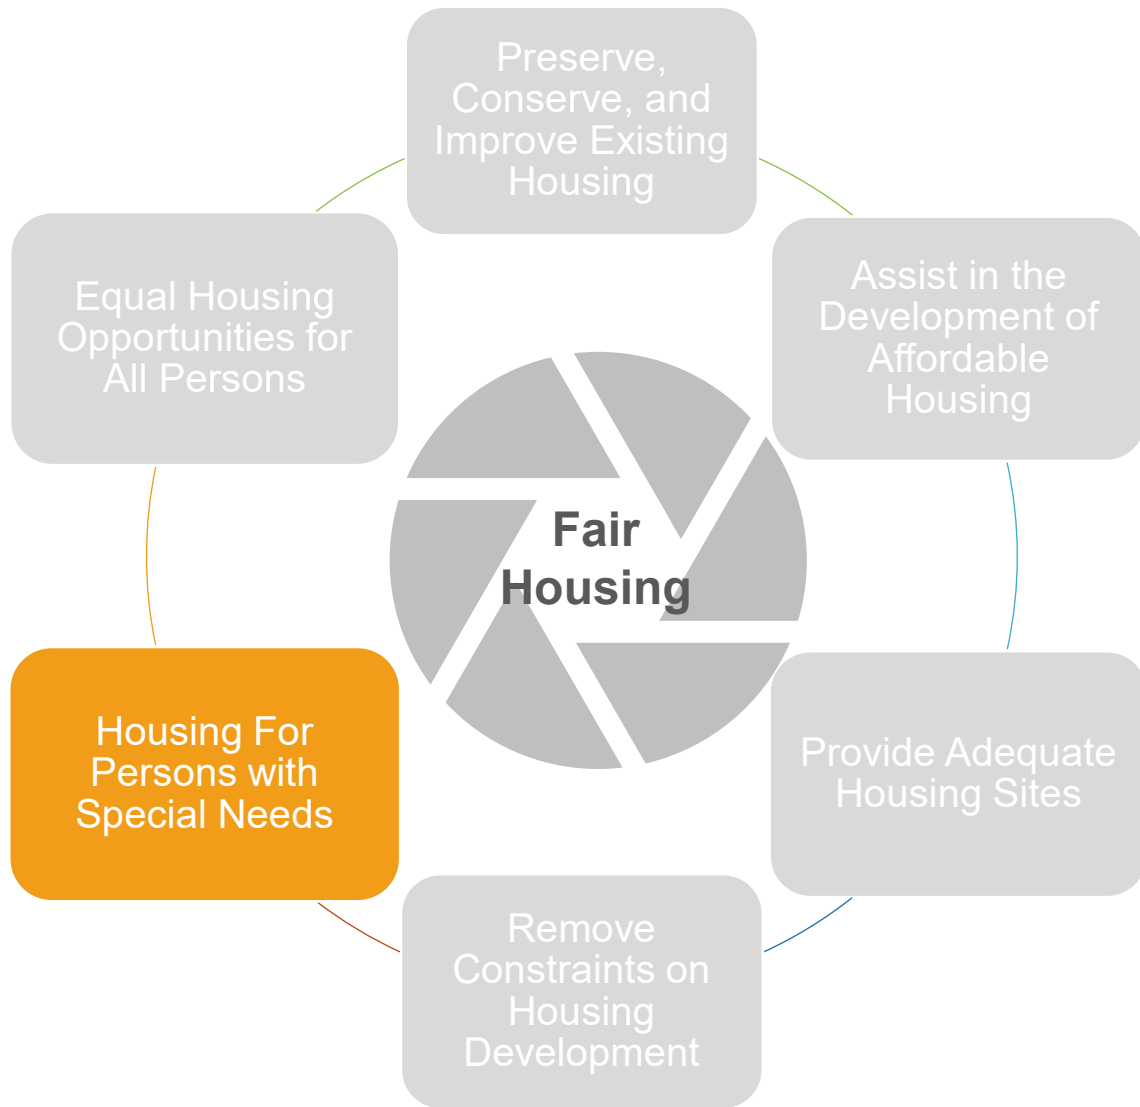 Preserve,
Conserve, and
Improve Existing
Housing
Assist in the
Development of
Affordable
Housing
Provide Adequate
Housing Sites
Remove
Constraints on
Housing
Development
Housing For
Persons with
Special Needs
Equal Housing
Opportunities for
All Persons
Fair
Housing